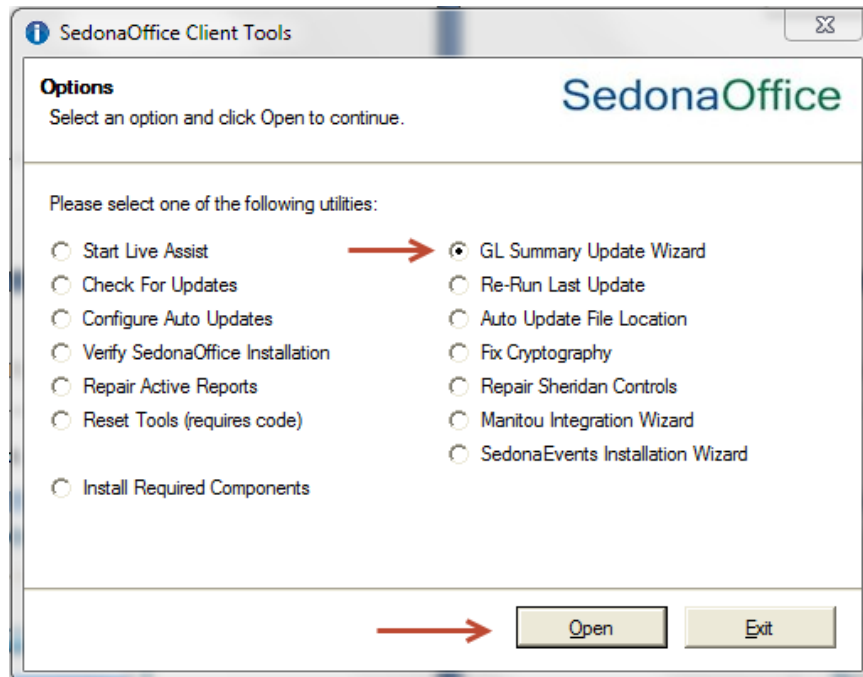 SedonaOffice Client Tools
Options
Select an option and click Open to continue.
SedonaOffice
Please select one of the following utilities:
Start Live Assist
Check For Updates
Configure Auto Updates
Verify SedonaOffice Installation
Repair Active Reports
Reset Tools (requires code)
Install Required Components
GL Summary Update Wizard
Re-Run Last Update
Auto Update File Location
Fix Cryptography
Repair Sheridan Controls
Manitou Integration Wizard
SedonaEvents Installation Wizard
Open
Exit